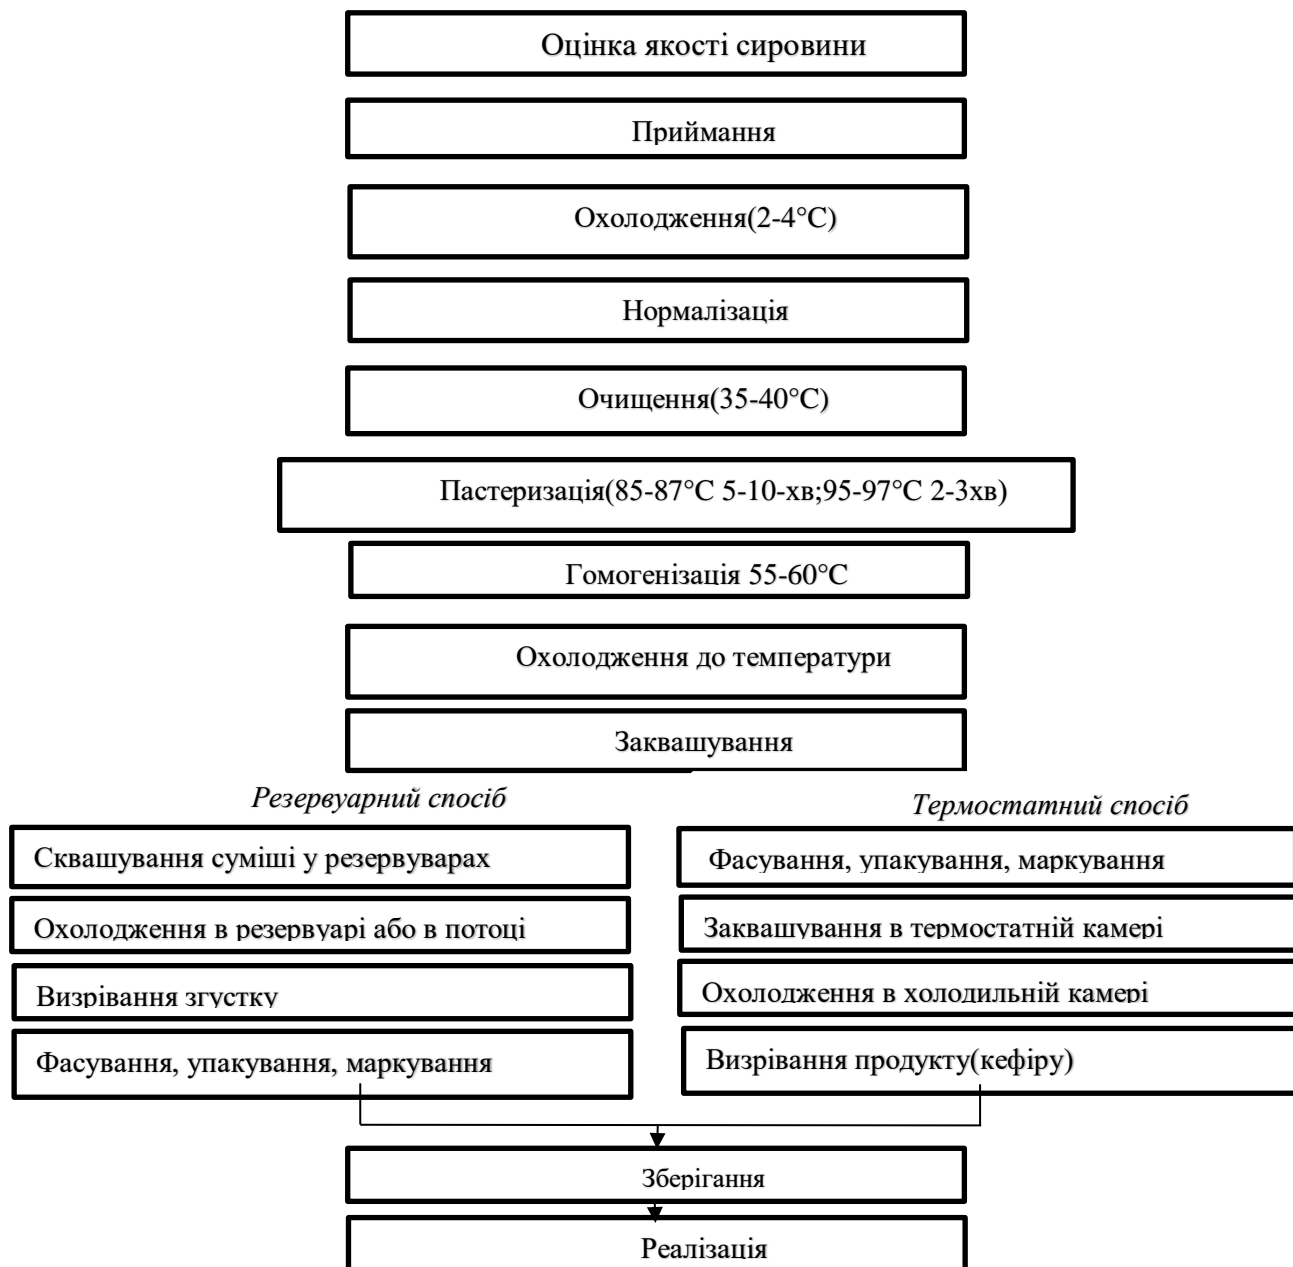 Оцінка якості сировини
Приймання
Охолодження(2-4°С)
Нормалізація
Очищення(35-40°С)
Пастеризація(85-87°С 5-10-хв;95-97°С 2-3хв)
Гомогенізація 55-60°С
Охолодження до температури
Заквашування
Резервуарний спосіб
Сквашування суміші у резервуварах
Охолодження в резервуарі або в потоці
Визрівання згустку
Фасування, упакування, маркування
Термостатний спосіб
Фасування, упакування, маркування
Заквашування в термостатній камері
Охолодження в холодильній камері
Визрівання продукту(кефіру)
Зберігання
Реалізація